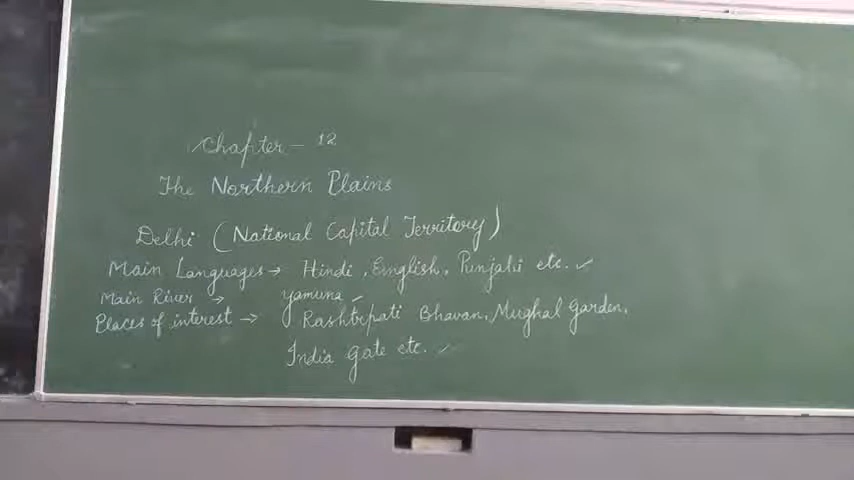 Chapter - 12
The Northern Plains
Delhi (National Capital Territory)
Main Languages → Hindi, English, Punjabi etc. ✓
Main River → Yamuna ✓
Places of interest → Rashtrpati Bhavan, Mughal Garden,
India Gate etc. ✓